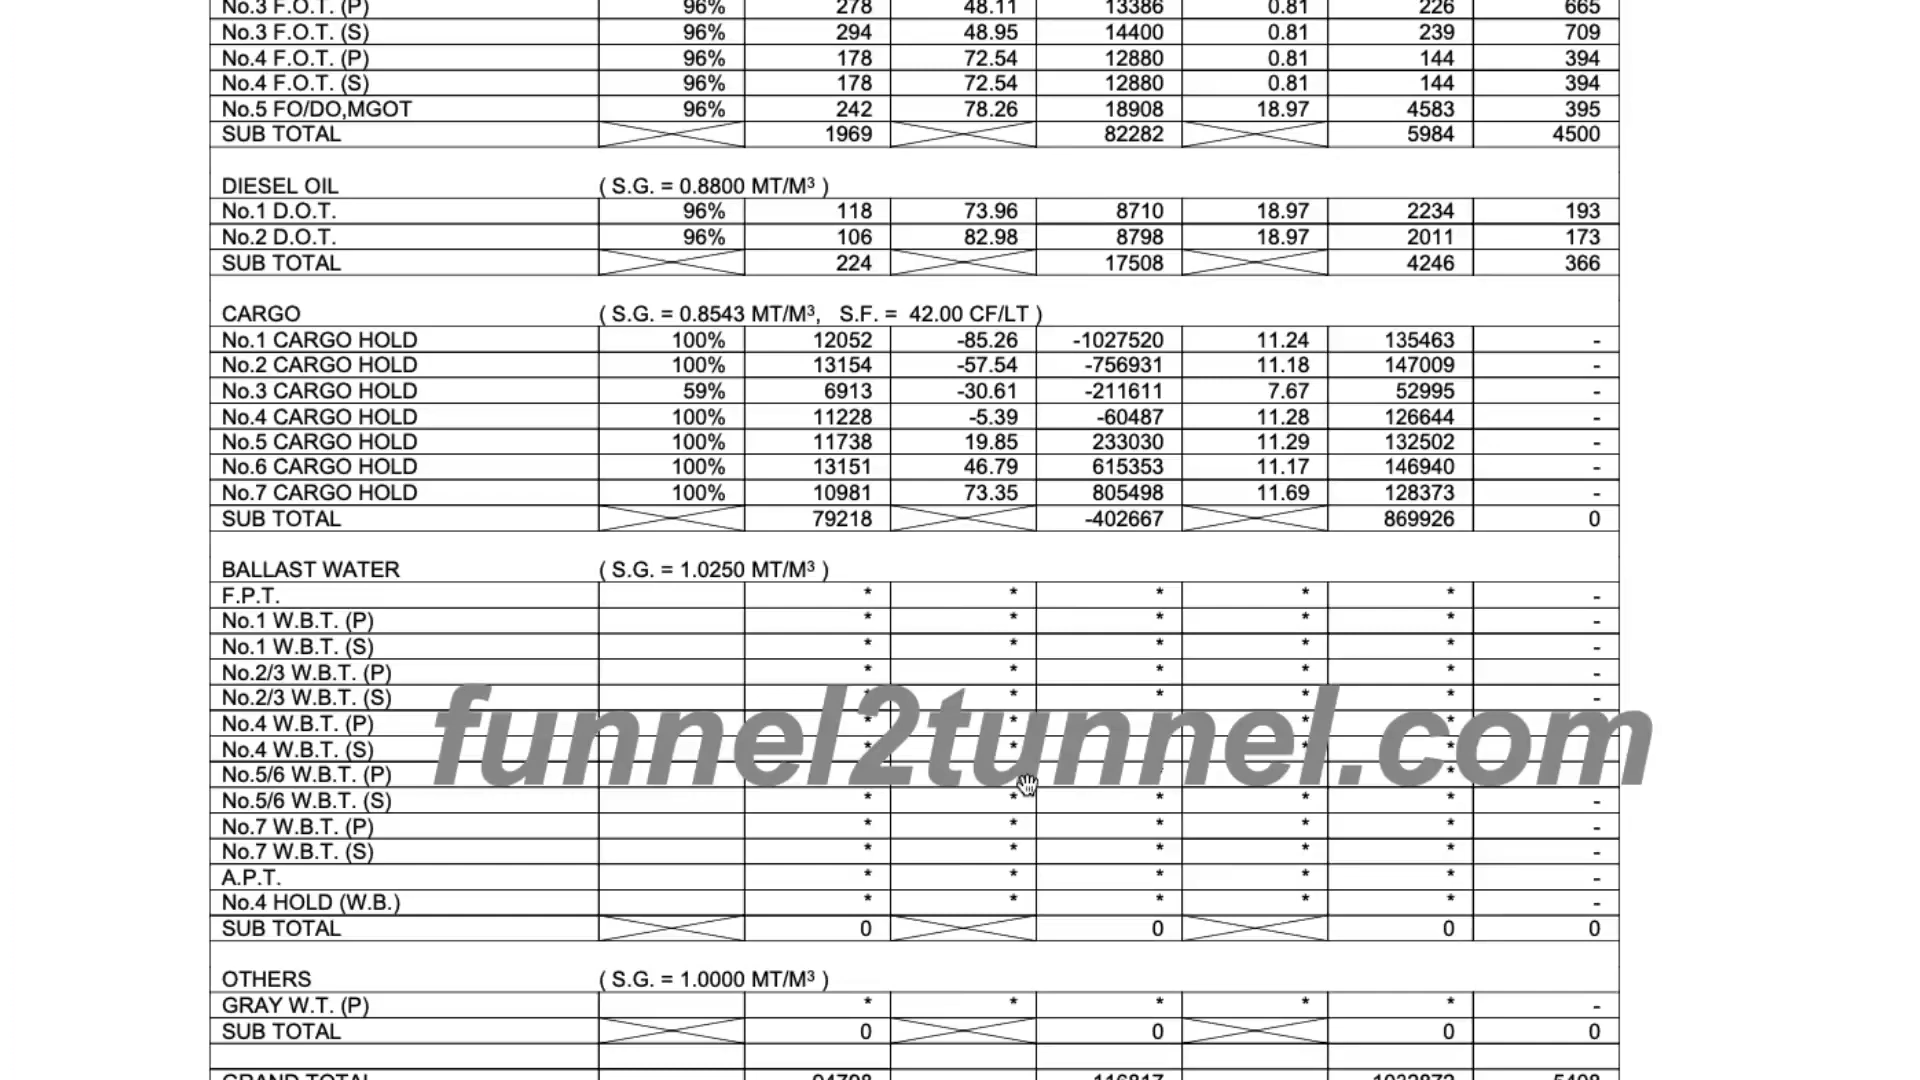 No.3 F.O.T. (P) 96% 278 48.11 13386 0.81 226 665
No.3 F.O.T. (S) 96% 294 48.95 14400 0.81 239 709
No.4 F.O.T. (P) 96% 178 72.54 12880 0.81 144 394
No.4 F.O.T. (S) 96% 178 72.54 12880 0.81 144 394
No.5 FO/DO,MGOT 96% 242 78.26 18908 18.97 4583 395
SUB TOTAL 1969 82282 5984 4500
DIESEL OIL ( S.G. = 0.8800 MT/M³ )
No.1 D.O.T. 96% 118 73.96 8710 18.97 2234 193
No.2 D.O.T. 96% 106 82.98 8798 18.97 2011 173
SUB TOTAL 224 17508 4246 366
CARGO ( S.G. = 0.8543 MT/M³, S.F. = 42.00 CF/LT )
No.1 CARGO HOLD 100% 12052 -85.26 -1027520 11.24 135463 -
No.2 CARGO HOLD 100% 13154 -57.54 -756931 11.18 147009 -
No.3 CARGO HOLD 59% 6913 -30.61 -211611 7.67 52995 -
No.4 CARGO HOLD 100% 11228 -5.39 -60487 11.28 126644 -
No.5 CARGO HOLD 100% 11738 19.85 233030 11.29 132502 -
No.6 CARGO HOLD 100% 13151 46.79 615353 11.17 146940 -
No.7 CARGO HOLD 100% 10981 73.35 805498 11.69 128373 -
SUB TOTAL 79218 -402667 869926 0
BALLAST WATER ( S.G. = 1.0250 MT/M³ )
F.P.T. * * * * * -
No.1 W.B.T. (P) * * * * * -
No.1 W.B.T. (S) * * * * * -
No.2/3 W.B.T. (P) * * * * * -
No.2/3 W.B.T. (S) * * * * * -
No.4 W.B.T. (P) * * * * *
No.4 W.B.T. (S) * * * * *
funnel2tunnel.com
No.5/6 W.B.T. (P) * *
No.5/6 W.B.T. (S) * * * * * -
No.7 W.B.T. (P) * * * * * -
No.7 W.B.T. (S) * * * * * -
A.P.T. * * * * * -
No.4 HOLD (W.B.) * * * * * -
SUB TOTAL 0 0 0 0
OTHERS ( S.G. = 1.0000 MT/M³ )
GRAY W.T. (P) * * * * * -
SUB TOTAL 0 0 0 0
GRAND TOTAL